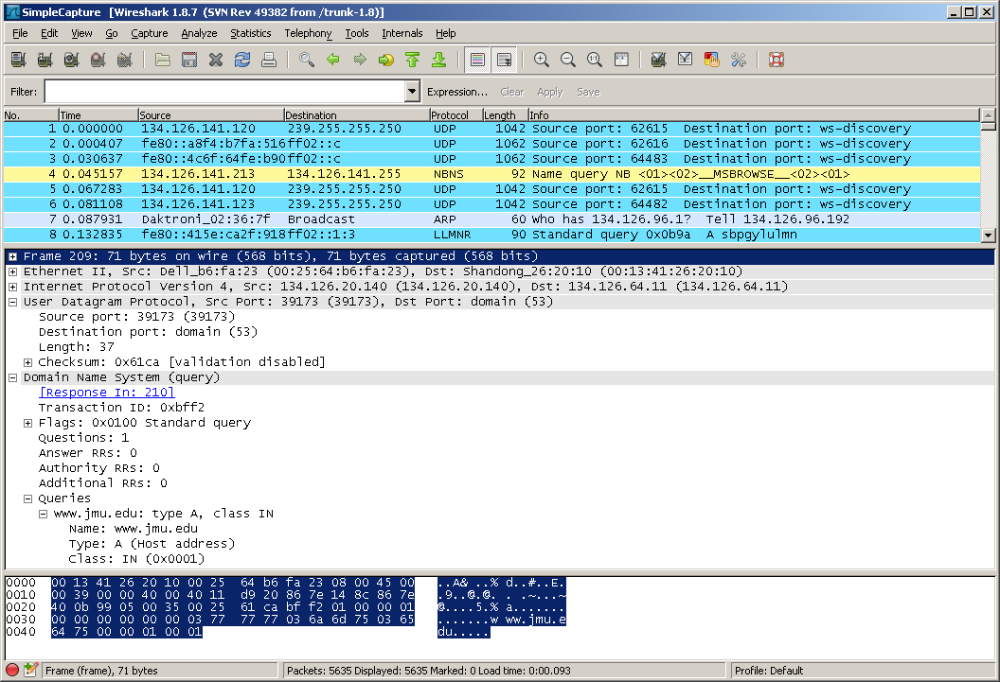 SimpleCapture [Wireshark 1.8.7 (SVN Rev 49382 from /trunk-1.8)]
File Edit View Go Capture Analyze Statistics Telephony Tools Internals Help
Filter: Expression... Clear Apply Save
No. Time Source Destination Protocol Length Info
1 0.000000 134.126.141.120 239.255.255.250 UDP 1042 Source port: 62615 Destination port: ws-discovery
2 0.000407 fe80::a8f4:b7fa:516ff02::c UDP 1062 Source port: 62616 Destination port: ws-discovery
3 0.030637 fe80::4c6f:64fe:b90ff02::c UDP 1062 Source port: 64483 Destination port: ws-discovery
4 0.045157 134.126.141.213 134.126.141.255 NBNS 92 Name query NB <01><02>__MSBROWSE__<02><01>
5 0.067283 134.126.141.120 239.255.255.250 UDP 1042 Source port: 62615 Destination port: ws-discovery
6 0.081108 134.126.141.123 239.255.255.250 UDP 1042 Source port: 64482 Destination port: ws-discovery
7 0.087931 Daktroni_02:36:7f Broadcast ARP 60 Who has 134.126.96.1? Tell 134.126.96.192
8 0.132835 fe80::415e:ca2f:918ff02::1:3 LLMNR 90 Standard query 0x0b9a A sbpgylulmn
Frame 209: 71 bytes on wire (568 bits), 71 bytes captured (568 bits)
Ethernet II, Src: Dell_b6:fa:23 (00:25:64:b6:fa:23), Dst: Shandong_26:20:10 (00:13:41:26:20:10)
Internet Protocol Version 4, Src: 134.126.20.140 (134.126.20.140), Dst: 134.126.64.11 (134.126.64.11)
User Datagram Protocol, Src Port: 39173 (39173), Dst Port: domain (53)
Source port: 39173 (39173)
Destination port: domain (53)
Length: 37
Checksum: 0x61ca [validation disabled]
Domain Name System (query)
[Response In: 210]
Transaction ID: 0xbff2
Flags: 0x0100 Standard query
Questions: 1
Answer RRs: 0
Authority RRs: 0
Additional RRs: 0
Queries
www.jmu.edu: type A, class IN
Name: www.jmu.edu
Type: A (Host address)
Class: IN (0x0001)
0000 00 13 41 26 20 10 00 25 64 b6 fa 23 08 00 45 00 ..A& ..% d..#..E.
0010 00 39 00 00 40 00 40 11 d9 20 86 7e 14 8c 86 7e .9..@.@. . .~...~
0020 40 0b 99 05 00 35 00 25 61 ca bf f2 01 00 00 01 @....5.% a.......
0030 00 00 00 00 00 00 03 77 77 77 03 6a 6d 75 03 65 .......w ww.jmu.e
0040 64 75 00 00 01 00 01 du.....
Frame (frame), 71 bytes Packets: 5635 Displayed: 5635 Marked: 0 Load time: 0:00.093 Profile: Default